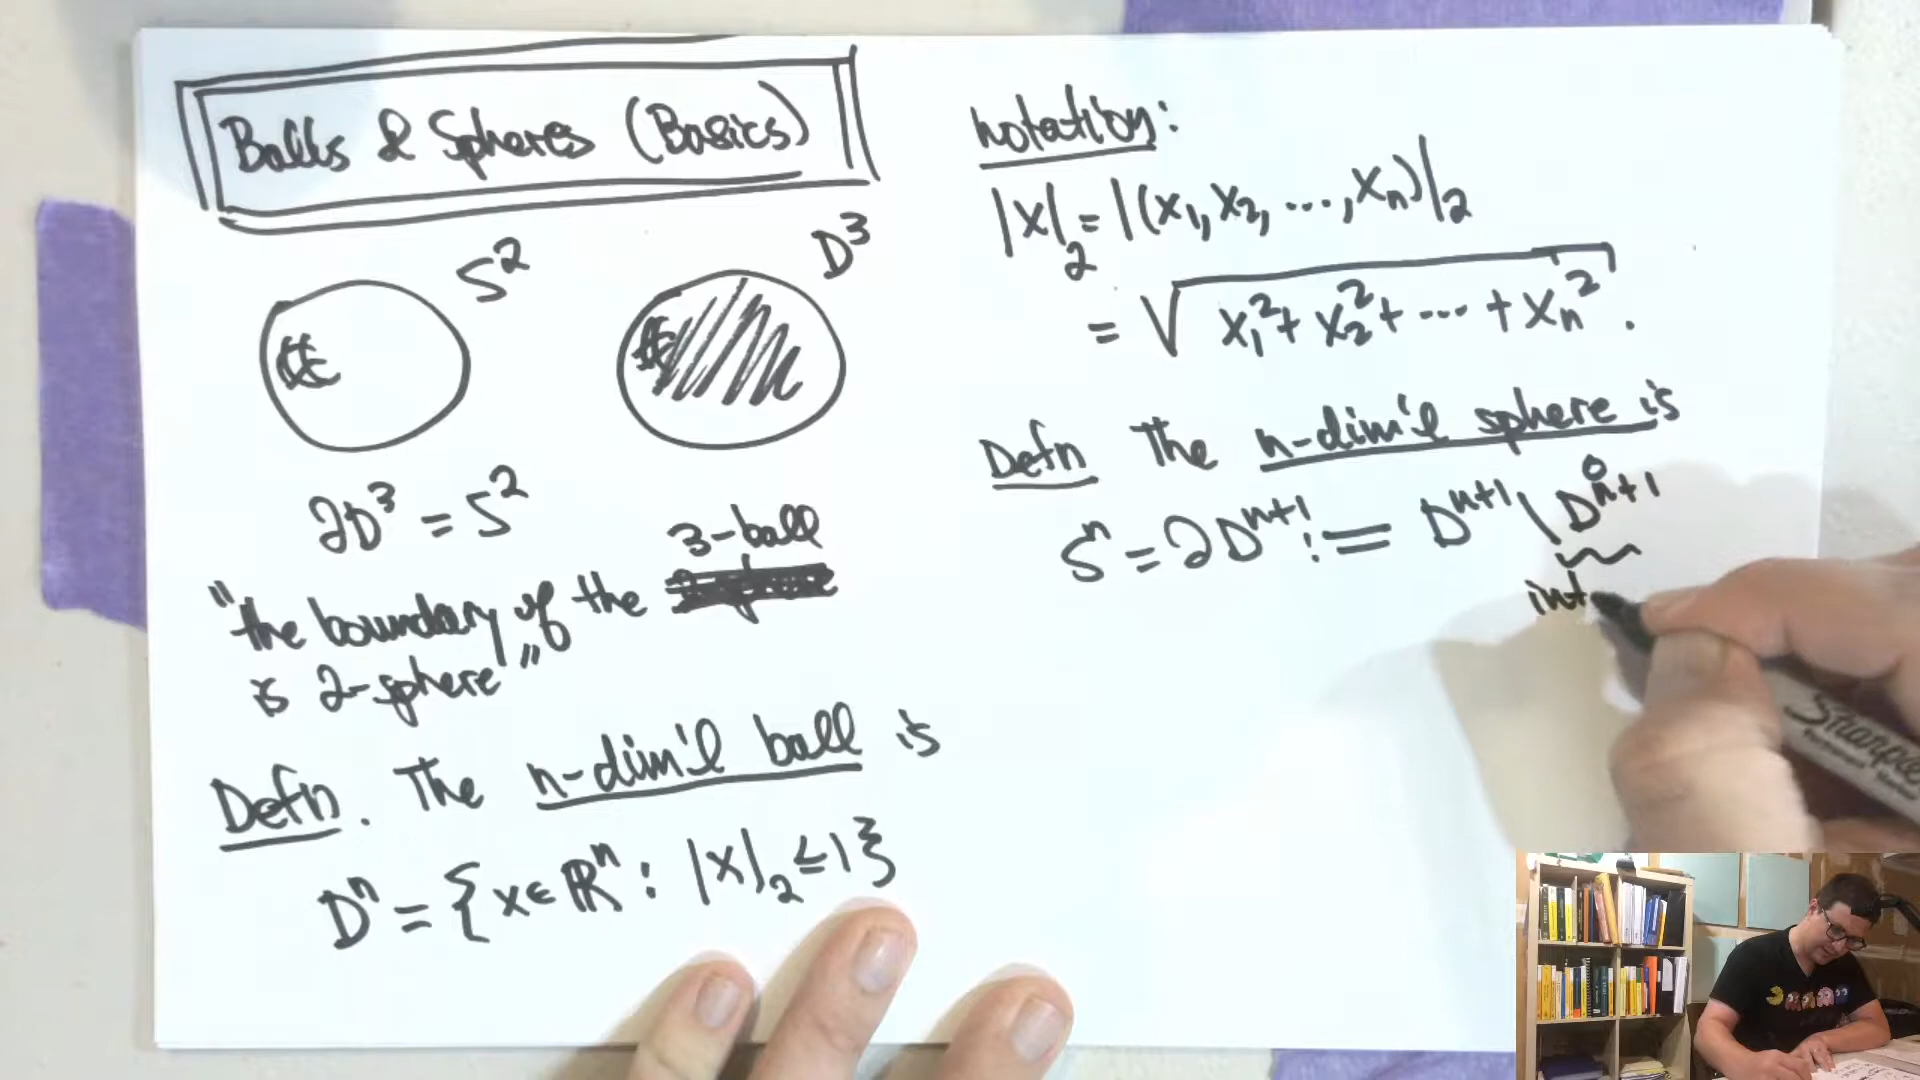 Balls & Spheres (Basics)
S²
D³
∂D³ = S²
3-ball
"the boundary of the
is 2-sphere"
Defn. The n-dim'l ball is
Dⁿ = {x∈ℝⁿ : |x|₂ ≤ 1}
notation:
|x|₂ = |(x₁, x₂, ..., xₙ)|₂
= √(x₁² + x₂² + ... + xₙ²).
Defn The n-dim'l sphere is
Sⁿ = ∂Dⁿ⁺¹ := Dⁿ⁺¹ \ D̊ⁿ⁺¹
int
Sharpie